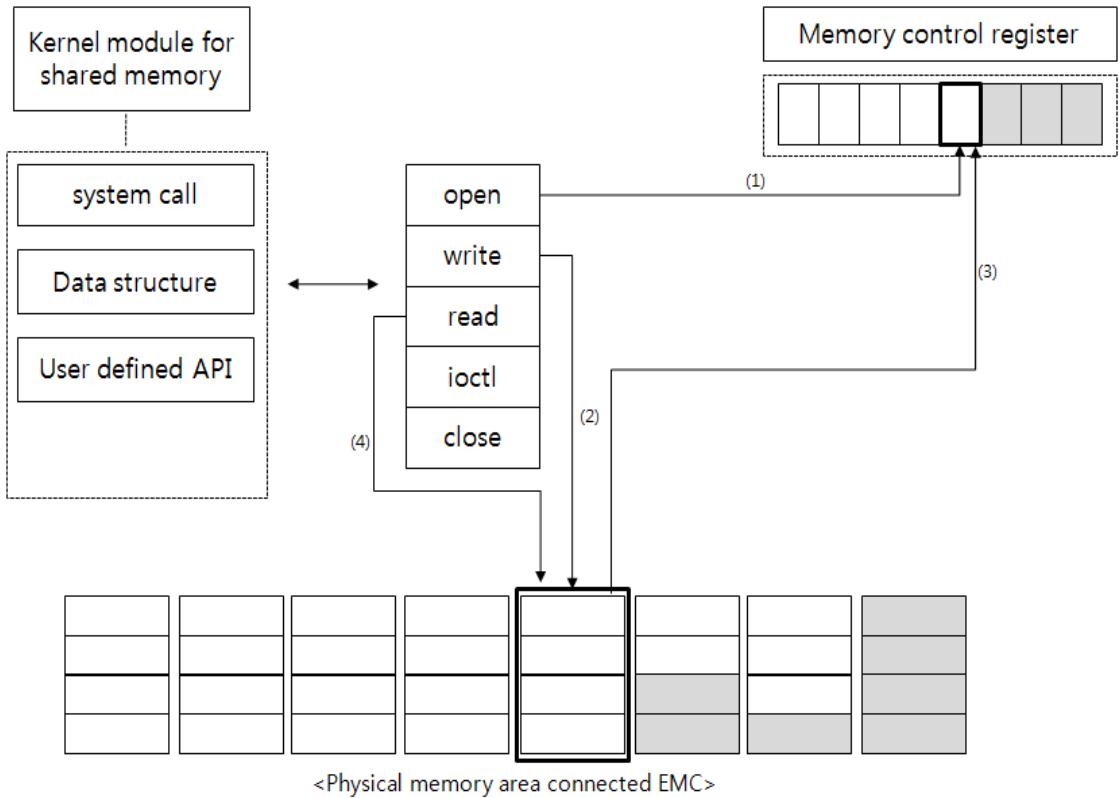 Kernel module for
shared memory
Memory control register
system call
Data structure
User defined API
open
write
read
ioctl
close
(1)
(2)
(3)
(4)
<Physical memory area connected EMC>